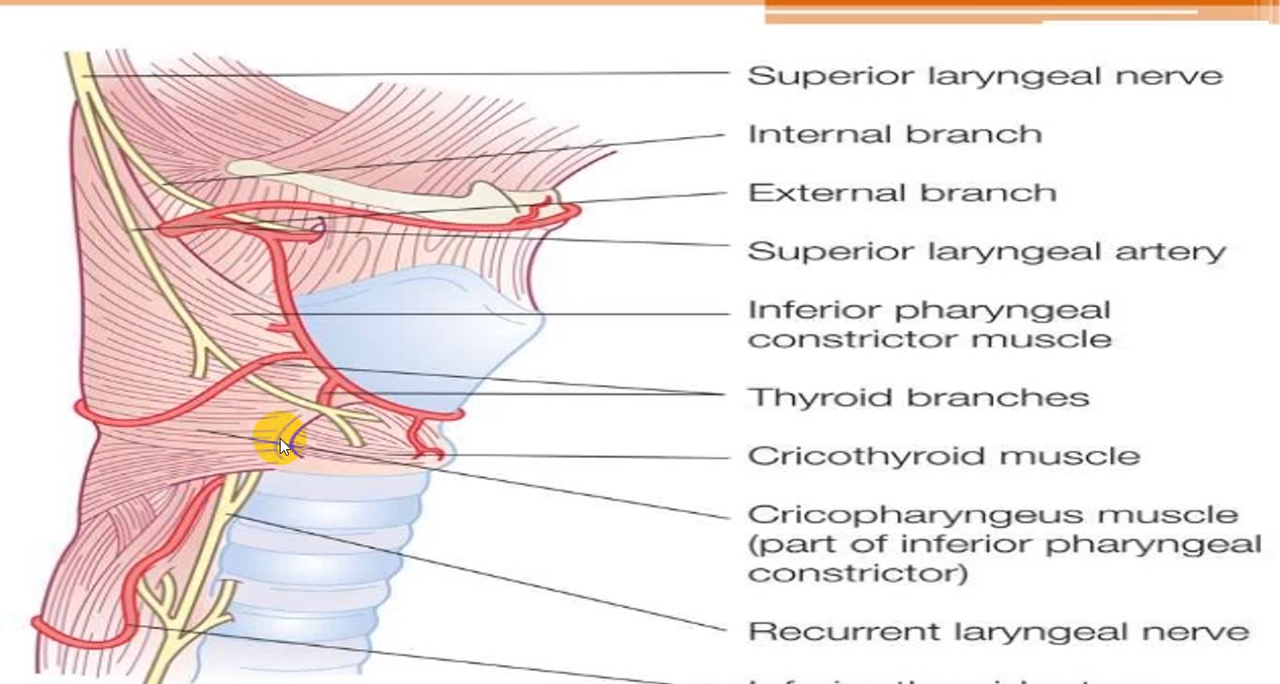 Superior laryngeal nerve
Internal branch
External branch
Superior laryngeal artery
Inferior pharyngeal
constrictor muscle
Thyroid branches
Cricothyroid muscle
Cricopharyngeus muscle
(part of inferior pharyngeal
constrictor)
Recurrent laryngeal nerve